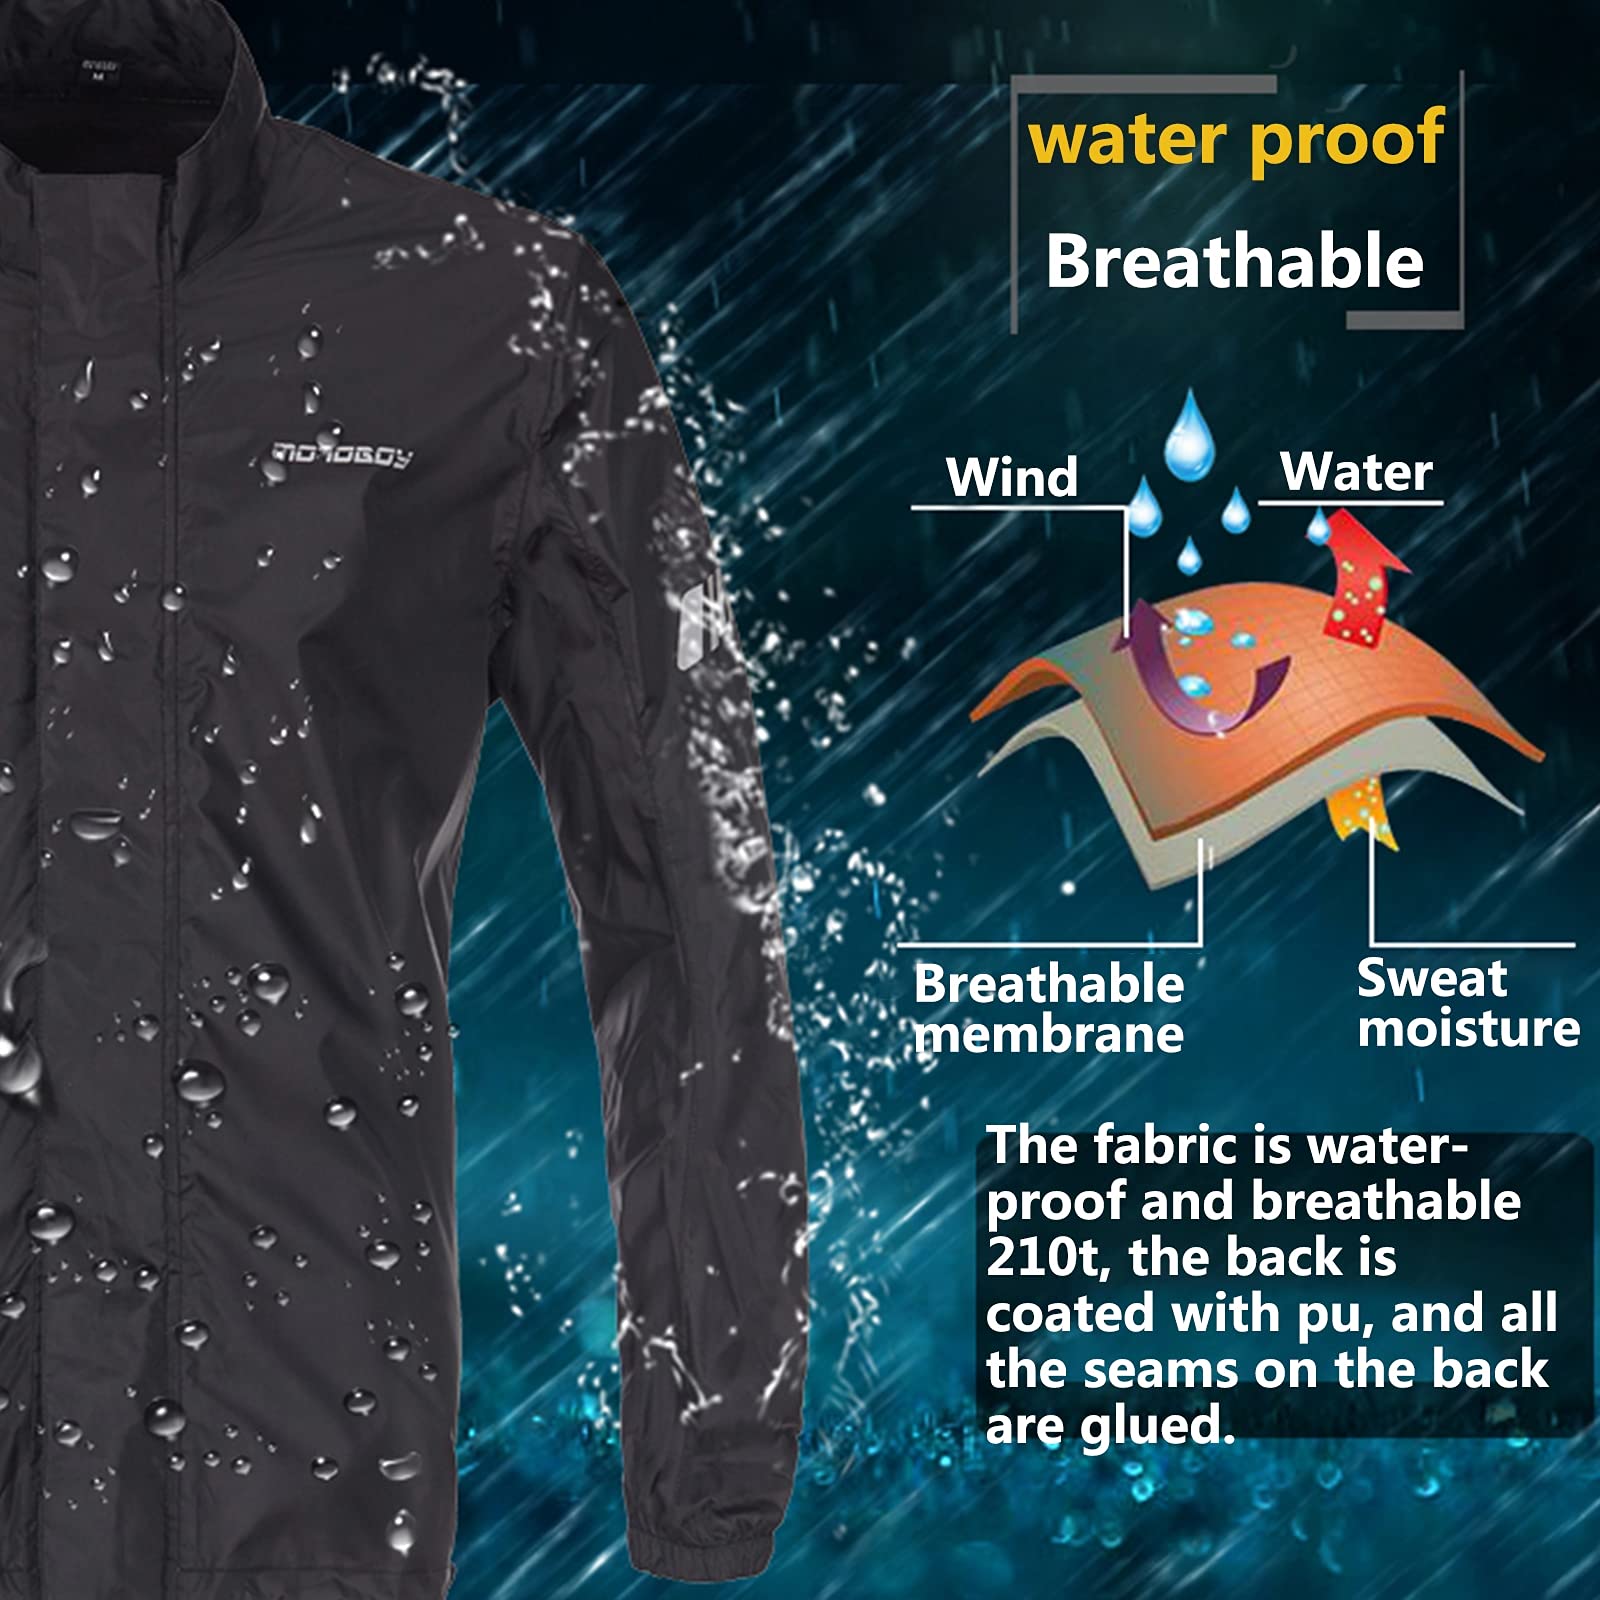 M
MOTOBOY
water proof
Breathable
Wind
Water
Breathable
membrane
Sweat
moisture
The fabric is water-
proof and breathable
210t, the back is
coated with pu, and all
the seams on the back
are glued.